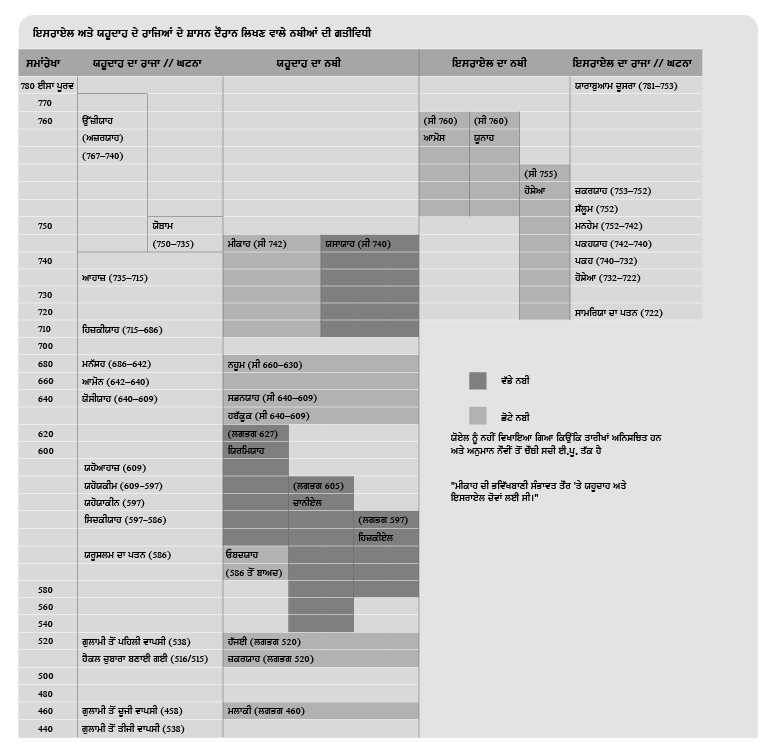 ਇਸਰਾਏਲ ਅਤੇ ਯਹੂਦਾਹ ਦੇ ਰਾਜਿਆਂ ਦੇ ਸ਼ਾਸਨ ਦੌਰਾਨ ਲਿਖਣ ਵਾਲੇ ਨਬੀਆਂ ਦੀ ਗਤੀਵਿਧੀ
ਸਮਾਂਰੇਖਾ ਯਹੂਦਾਹ ਦਾ ਰਾਜਾ // ਘਟਨਾ ਯਹੂਦਾਹ ਦਾ ਨਬੀ ਇਸਰਾਏਲ ਦਾ ਨਬੀ ਇਸਰਾਏਲ ਦਾ ਰਾਜਾ // ਘਟਨਾ
780 ਈਸਾ ਪੂਰਵ ਯਾਰਾਬੁਆਮ ਦੂਸਰਾ (781–753)
770
760 ਉੱਜ਼ੀਯਾਹ (ਸੀ 760) (ਸੀ 760)
(ਅਜ਼ਰਯਾਹ) ਆਮੋਸ ਯੂਨਾਹ
(767–740)
(ਸੀ 755)
ਹੋਸ਼ੇਆ ਜ਼ਕਰਯਾਹ (753–752)
ਸੱਲੂਮ (752)
750 ਯੋਥਾਮ ਮਨਹੇਮ (752–742)
(750–735) ਮੀਕਾਹ (ਸੀ 742) ਯਸਾਯਾਹ (ਸੀ 740) ਪਕਹਯਾਹ (742–740)
740 ਪਕਹ (740–732)
ਆਹਾਜ਼ (735–715) ਹੋਸ਼ੇਆ (732–722)
730
720 ਸਾਮਰਿਯਾ ਦਾ ਪਤਨ (722)
710 ਹਿਜ਼ਕੀਯਾਹ (715–686)
700
680 ਮਨੱਸਹ (686–642) ਨਹੂਮ (ਸੀ 660–630)
660 ਆਮੋਨ (642–640)
640 ਯੋਸੀਯਾਹ (640–609) ਸਫ਼ਨਯਾਹ (ਸੀ 640–609)
ਹਬੱਕੂਕ (ਸੀ 640–609)
620 (ਲਗਭਗ 627)
600 ਯਿਰਮਿਯਾਹ
ਯਹੋਆਹਾਜ਼ (609)
ਯਹੋਯਕੀਮ (609–597) (ਲਗਭਗ 605)
ਯਹੋਯਾਕੀਨ (597) ਦਾਨੀਏਲ
ਸਿਦਕੀਯਾਹ (597–586) (ਲਗਭਗ 597)
ਹਿਜ਼ਕੀਏਲ
ਯਰੂਸਲਮ ਦਾ ਪਤਨ (586) ਓਬਦਯਾਹ
(586 ਤੋਂ ਬਾਅਦ)
580
560
540
520 ਗੁਲਾਮੀ ਤੋਂ ਪਹਿਲੀ ਵਾਪਸੀ (538) ਹੱਜਈ (ਲਗਭਗ 520)
ਹੈਕਲ ਦੁਬਾਰਾ ਬਣਾਈ ਗਈ (516/515) ਜ਼ਕਰਯਾਹ (ਲਗਭਗ 520)
500
480
460 ਗੁਲਾਮੀ ਤੋਂ ਦੂਜੀ ਵਾਪਸੀ (458) ਮਲਾਕੀ (ਲਗਭਗ 460)
440 ਗੁਲਾਮੀ ਤੋਂ ਤੀਜੀ ਵਾਪਸੀ (538)
ਵੱਡੇ ਨਬੀ
ਛੋਟੇ ਨਬੀ
ਯੋਏਲ ਨੂੰ ਨਹੀਂ ਵਿਖਾਇਆ ਗਿਆ ਕਿਉਂਕਿ ਤਾਰੀਖਾਂ ਅਨਿਸਚਿਤ ਹਨ
ਅਤੇ ਅਨੁਮਾਨ ਨੌਵੀਂ ਤੋਂ ਚੌਥੀ ਸਦੀ ਈ.ਪੂ. ਤੱਕ ਹੈ
"ਮੀਕਾਹ ਦੀ ਭਵਿੱਖਬਾਣੀ ਸੰਭਾਵਤ ਤੌਰ 'ਤੇ ਯਹੂਦਾਹ ਅਤੇ
ਇਸਰਾਏਲ ਦੋਵਾਂ ਲਈ ਸੀ।"